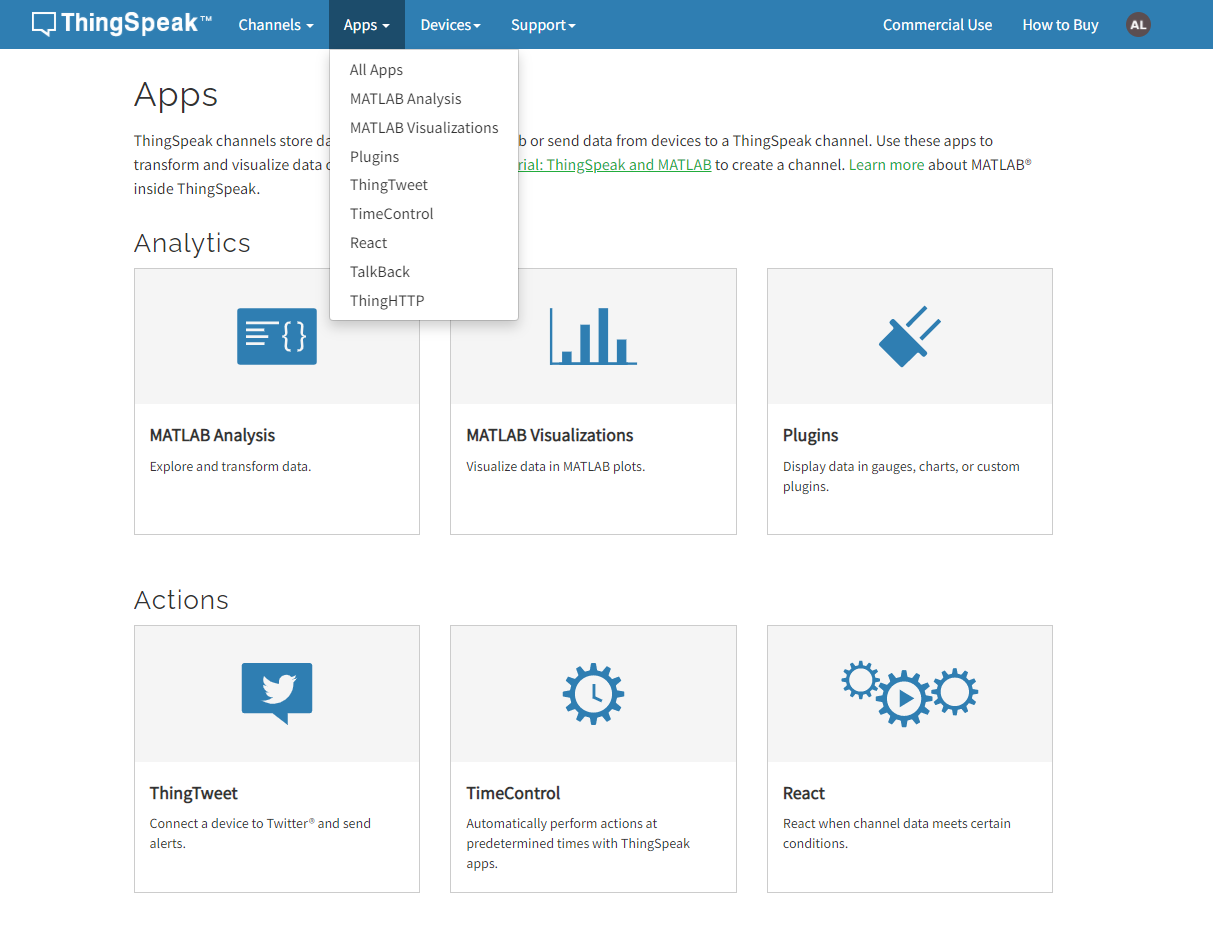 ThingSpeak™ Channels Apps Devices Support Commercial Use How to Buy AL
All Apps
MATLAB Analysis
MATLAB Visualizations
Plugins
ThingTweet
TimeControl
React
TalkBack
ThingHTTP
Apps
ThingSpeak channels store da b or send data from devices to a ThingSpeak channel. Use these apps to
transform and visualize data rial: ThingSpeak and MATLAB to create a channel. Learn more about MATLAB®
inside ThingSpeak.
Analytics
{}
MATLAB Analysis
Explore and transform data.
MATLAB Visualizations
Visualize data in MATLAB plots.
Plugins
Display data in gauges, charts, or custom
plugins.
Actions
ThingTweet
Connect a device to Twitter® and send
alerts.
TimeControl
Automatically perform actions at
predetermined times with ThingSpeak
apps.
React
React when channel data meets certain
conditions.